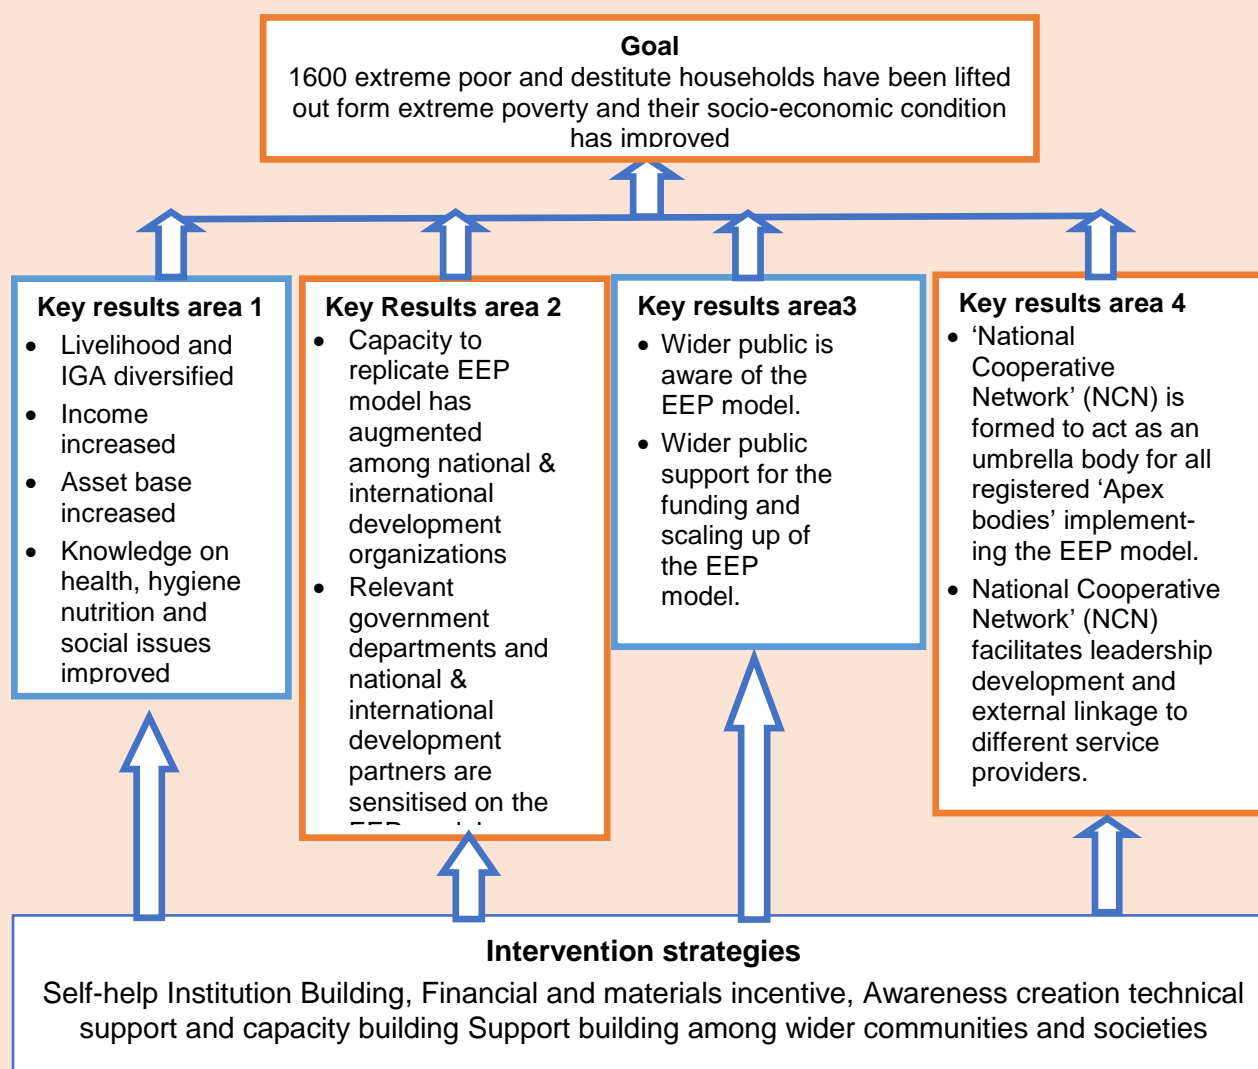 Goal
1600 extreme poor and destitute households have been lifted
out form extreme poverty and their socio-economic condition
has improved
Key results area 1
• Livelihood and
IGA diversified
• Income
increased
• Asset base
increased
• Knowledge on
health, hygiene
nutrition and
social issues
improved
Key Results area 2
• Capacity to
replicate EEP
model has
augmented
among national &
international
development
organizations
• Relevant
government
departments and
national &
international
development
partners are
sensitised on the
Key results area3
• Wider public is
aware of the
EEP model.
• Wider public
support for the
funding and
scaling up of
the EEP
model.
Key results area 4
• ‘National
Cooperative
Network’ (NCN) is
formed to act as an
umbrella body for all
registered ‘Apex
bodies’ implement-
ing the EEP model.
• National Cooperative
Network’ (NCN)
facilitates leadership
development and
external linkage to
different service
providers.
Intervention strategies
Self-help Institution Building, Financial and materials incentive, Awareness creation technical
support and capacity building Support building among wider communities and societies